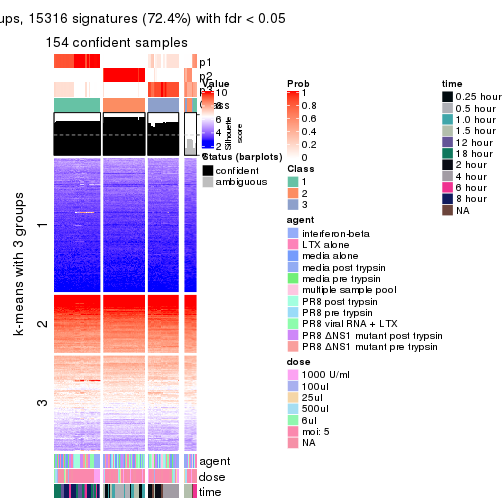 ups, 15316 signatures (72.4%) with fdr < 0.05
154 confident samples
p1
p2
Value
10
6
4
2
Silhouette
score
Status (barplots)
confident
ambiguous
k-means with 3 groups
1
2
3
agent
dose
time
Prob
1
0.8
0.6
0.4
0.2
0
Class
1
2
3
agent
interferon-beta
LTX alone
media alone
media post trypsin
media pre trypsin
multiple sample pool
PR8 post trypsin
PR8 pre trypsin
PR8 viral RNA + LTX
PR8 ΔNS1 mutant post trypsin
PR8 ΔNS1 mutant pre trypsin
dose
1000 U/ml
100ul
25ul
500ul
6ul
moi: 5
NA
time
0.25 hour
0.5 hour
1.0 hour
1.5 hour
12 hour
18 hour
2 hour
4 hour
6 hour
8 hour
NA